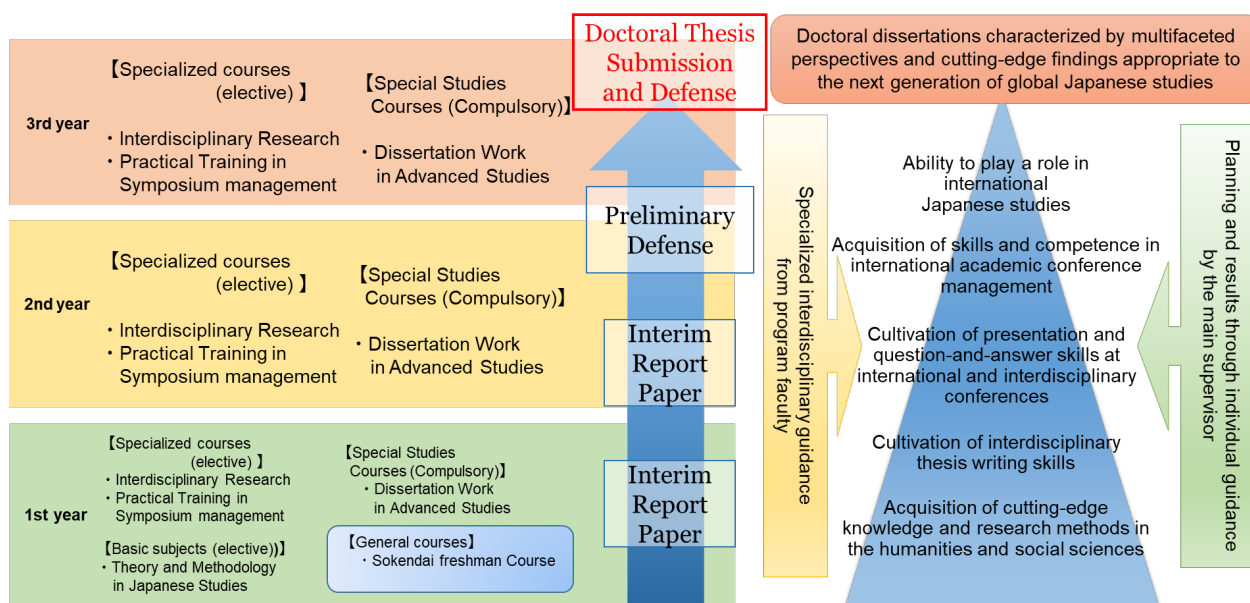 Doctoral Thesis
Submission
and Defense
3rd year
【Specialized courses
(elective) 】
・Interdisciplinary Research
・Practical Training in
Symposium management
【Special Studies
Courses (Compulsory)】
・Dissertation Work
in Advanced Studies
Preliminary
Defense
2nd year
【Specialized courses
(elective) 】
・Interdisciplinary Research
・Practical Training in
Symposium management
【Special Studies
Courses (Compulsory)】
・Dissertation Work
in Advanced Studies
Interim
Report
Paper
1st year
【Specialized courses
(elective) 】
・Interdisciplinary Research
・Practical Training in
Symposium management
【Basic subjects (elective))】
・Theory and Methodology
in Japanese Studies
【Special Studies
Courses (Compulsory)】
・Dissertation Work
in Advanced Studies
【General courses】
・Sokendai freshman Course
Interim
Report
Paper
Doctoral dissertations characterized by multifaceted
perspectives and cutting-edge findings appropriate to
the next generation of global Japanese studies
Specialized interdisciplinary guidance
from program faculty
Ability to play a role in
international
Japanese studies
Acquisition of skills and competence in
international academic conference
management
Cultivation of presentation and
question-and-answer skills at
international and interdisciplinary
conferences
Cultivation of interdisciplinary
thesis writing skills
Acquisition of cutting-edge
knowledge and research methods in
the humanities and social sciences
Planning and results through individual guidance
by the main supervisor